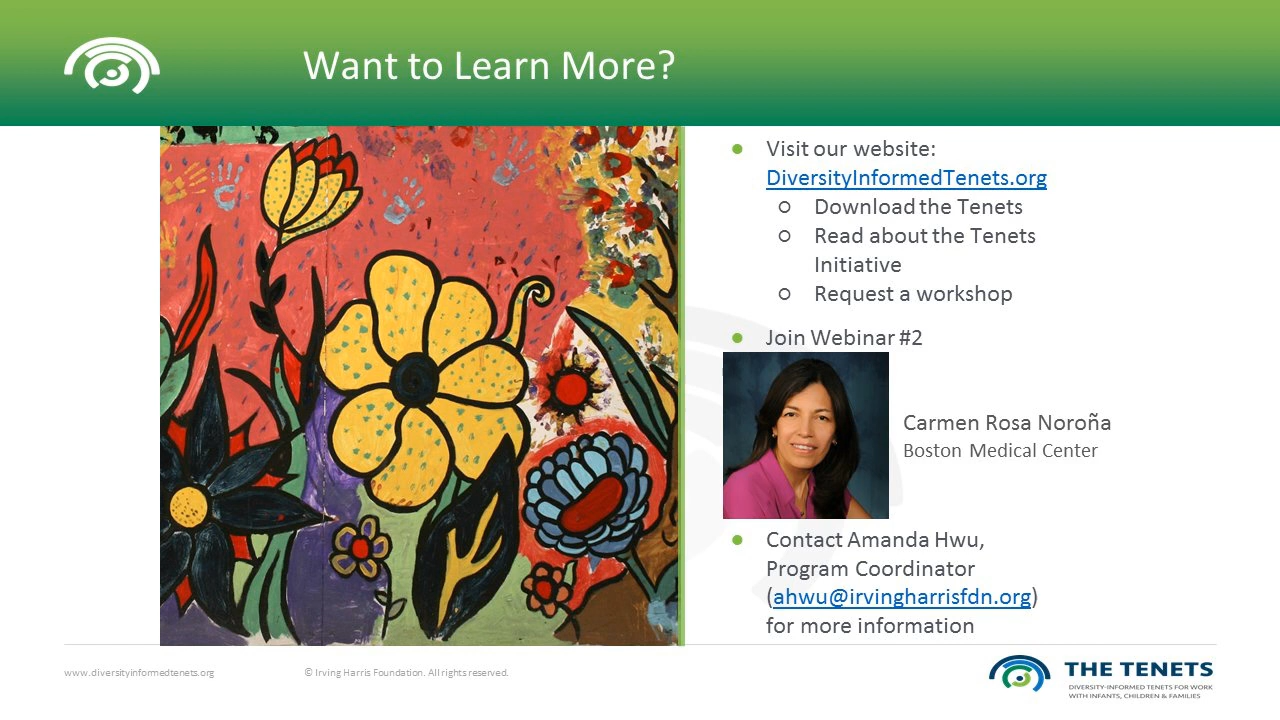 Want to Learn More?
● Visit our website:
DiversityInformedTenets.org
○ Download the Tenets
○ Read about the Tenets
Initiative
○ Request a workshop
● Join Webinar #2
Carmen Rosa Noroña
Boston Medical Center
● Contact Amanda Hwu,
Program Coordinator
(ahwu@irvingharrisfdn.org)
for more information
www.diversityinformedtenets.org
© Irving Harris Foundation. All rights reserved.
THE TENETS
DIVERSITY-INFORMED TENETS FOR WORK
WITH INFANTS, CHILDREN & FAMILIES